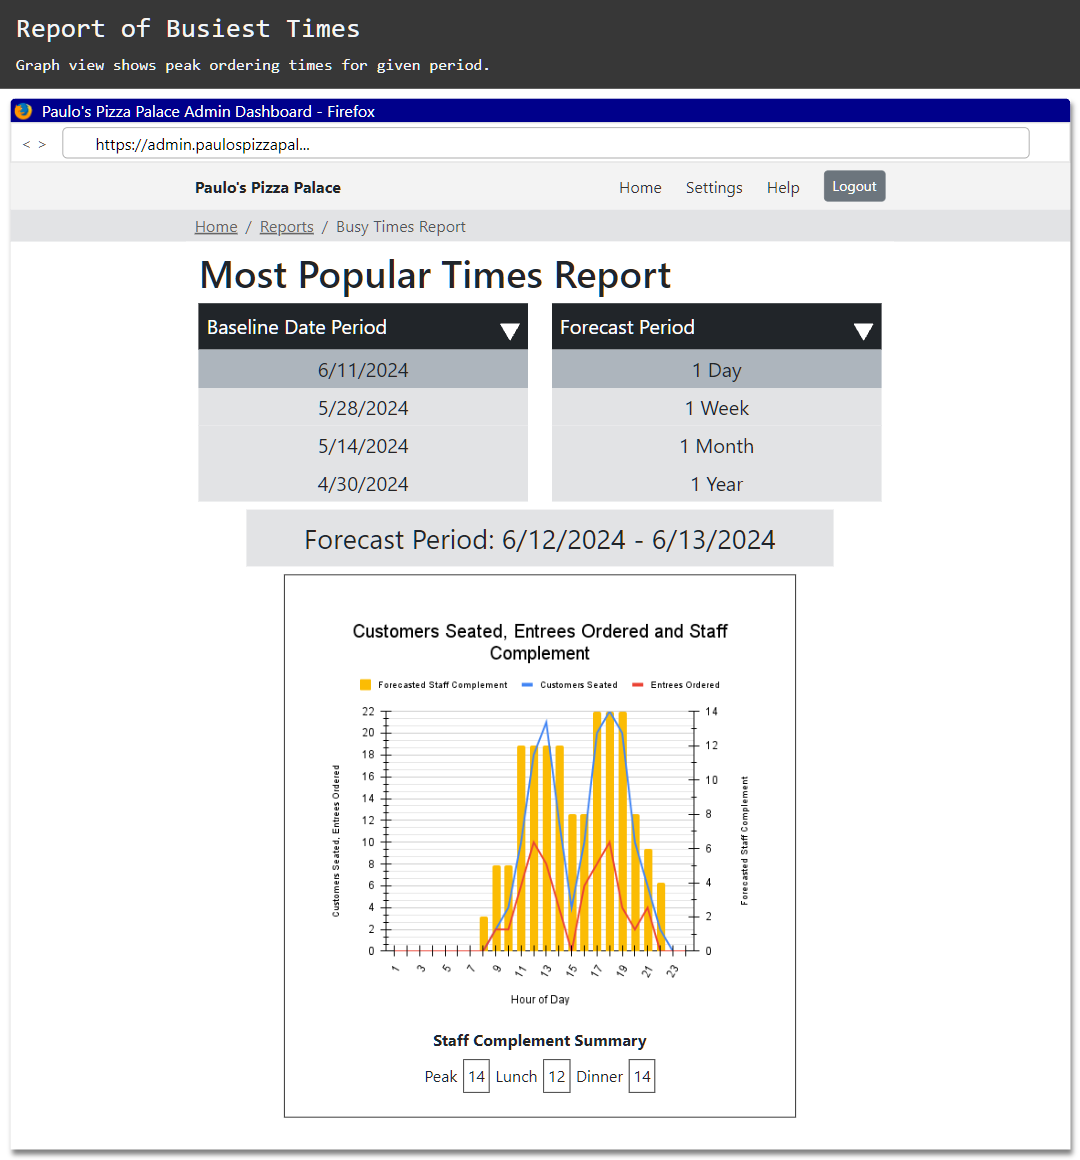 Report of Busiest Times
Graph view shows peak ordering times for given period.
Paulo's Pizza Palace Admin Dashboard - Firefox
< > https://admin.paulospizzapal...
Paulo's Pizza Palace Home Settings Help Logout
Home / Reports / Busy Times Report
Most Popular Times Report
Baseline Date Period
6/11/2024
5/28/2024
5/14/2024
4/30/2024
Forecast Period
1 Day
1 Week
1 Month
1 Year
Forecast Period: 6/12/2024 - 6/13/2024
Customers Seated, Entrees Ordered and Staff
Complement
Forecasted Staff Complement Customers Seated Entrees Ordered
Customers Seated, Entrees Ordered
22
20
18
16
14
12
10
8
6
4
2
0
14
12
10
8
6
4
2
0
Forecasted Staff Complement
1 3 5 7 9 11 13 15 17 19 21 23
Hour of Day
Staff Complement Summary
Peak 14 Lunch 12 Dinner 14